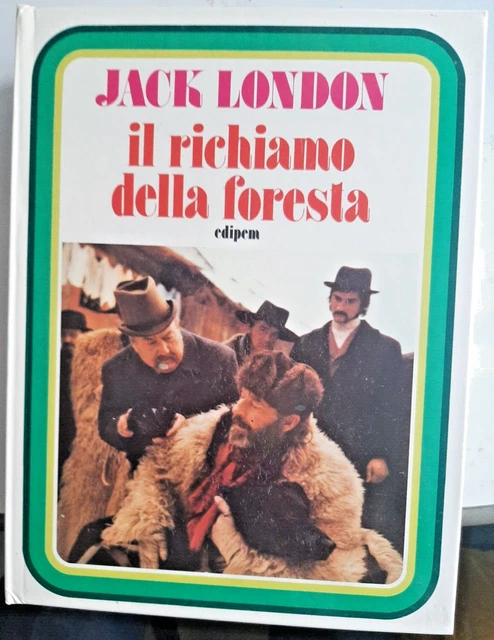 JACK LONDON
il richiamo
della foresta
edipem